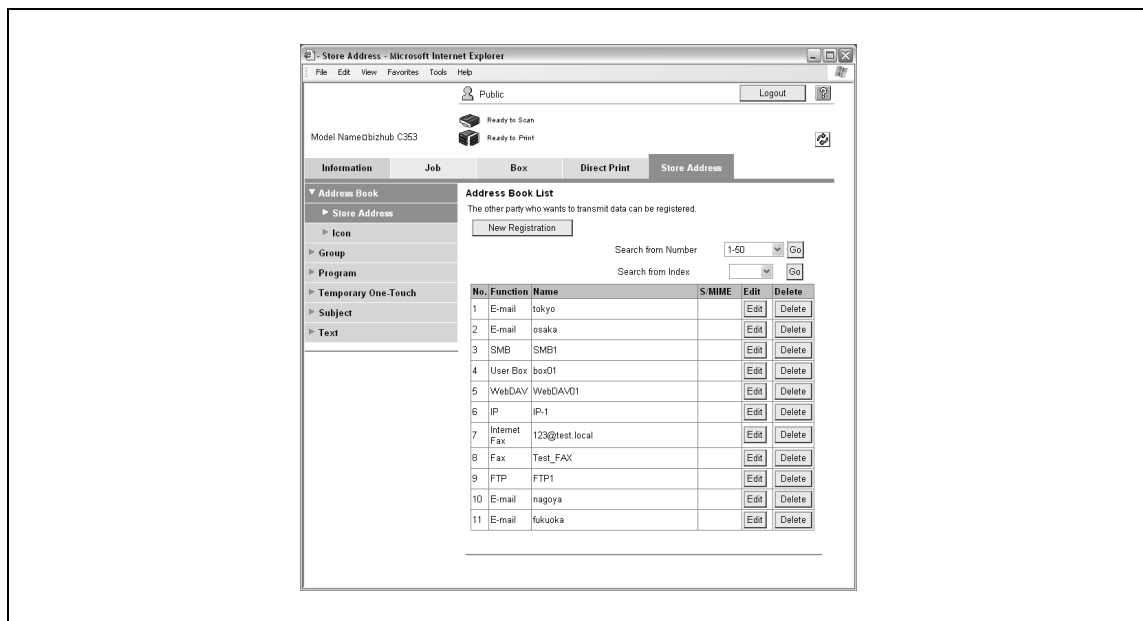 - Store Address - Microsoft Internet Explorer
File Edit View Favorites Tools Help
Public
Logout
?
Ready to Scan
Model Name□bizhub C353
Ready to Print
Information Job Box Direct Print Store Address
▼ Address Book
► Store Address
► Icon
► Group
► Program
► Temporary One-Touch
► Subject
► Text
Address Book List
The other party who wants to transmit data can be registered.
New Registration
Search from Number 1-50 Go
Search from Index Go
No. Function Name S/MIME Edit Delete
1 E-mail tokyo Edit Delete
2 E-mail osaka Edit Delete
3 SMB SMB1 Edit Delete
4 User Box box01 Edit Delete
5 WebDAV WebDAV01 Edit Delete
6 IP IP-1 Edit Delete
7 Internet Fax 123@test.local Edit Delete
8 Fax Test_FAX Edit Delete
9 FTP FTP1 Edit Delete
10 E-mail nagoya Edit Delete
11 E-mail fukuoka Edit Delete